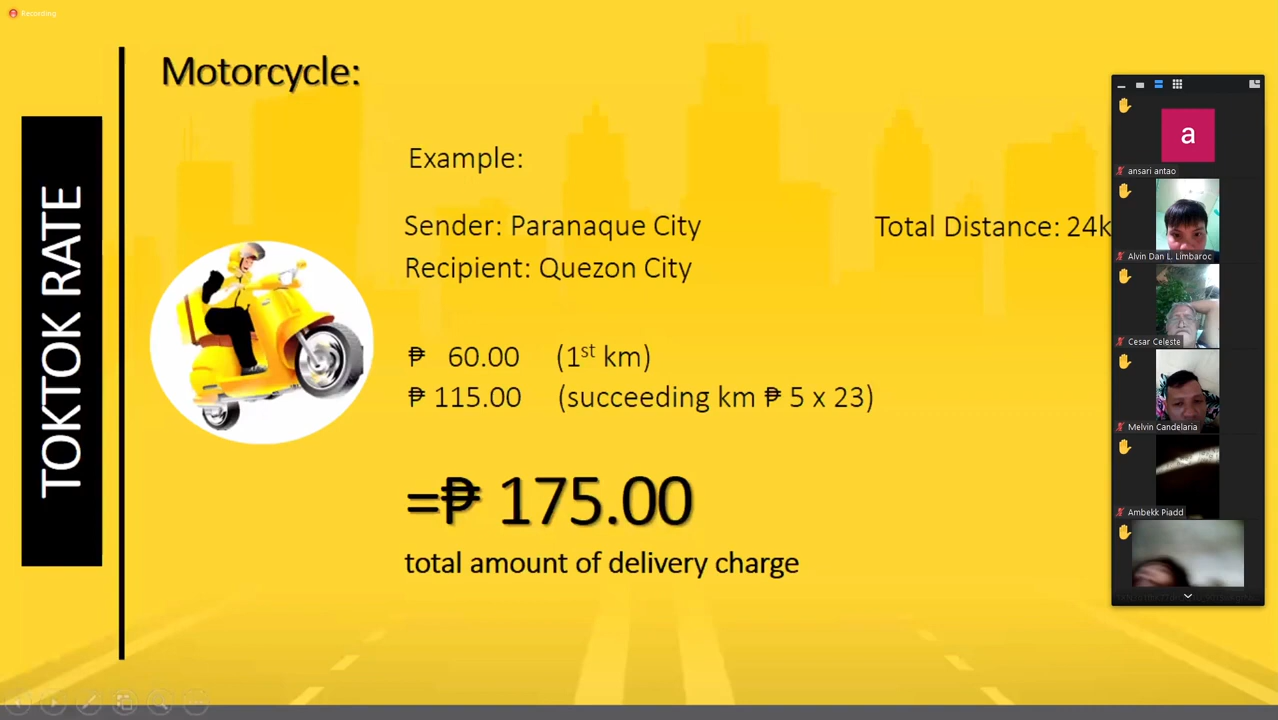 Recording
Motorcycle:
TOKTOK RATE
Example:
Sender: Paranaque City
Total Distance: 24k
Recipient: Quezon City
₱ 60.00 (1st km)
₱ 115.00 (succeeding km ₱ 5 x 23)
=₱ 175.00
total amount of delivery charge
a
ansari antao
Alvin Dan L. Limbaroc
Cesar Celeste
Melvin Candelaria
Ambekk Piadd